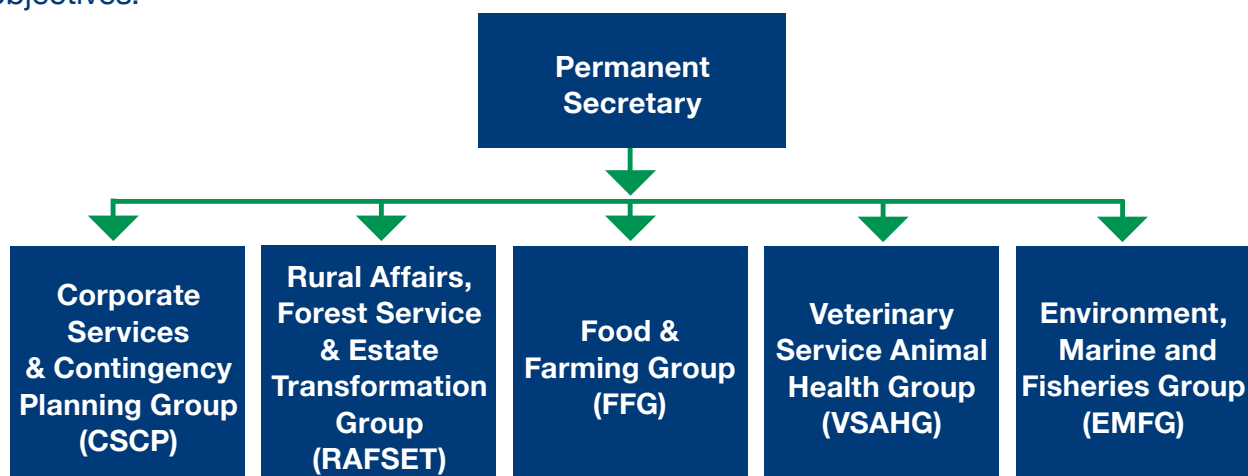 objectives.
Permanent
Secretary
Corporate
Services
& Contingency
Planning Group
(CSCP)
Rural Affairs,
Forest Service
& Estate
Transformation
Group
(RAFSET)
Food &
Farming Group
(FFG)
Veterinary
Service Animal
Health Group
(VSAHG)
Environment,
Marine and
Fisheries Group
(EMFG)